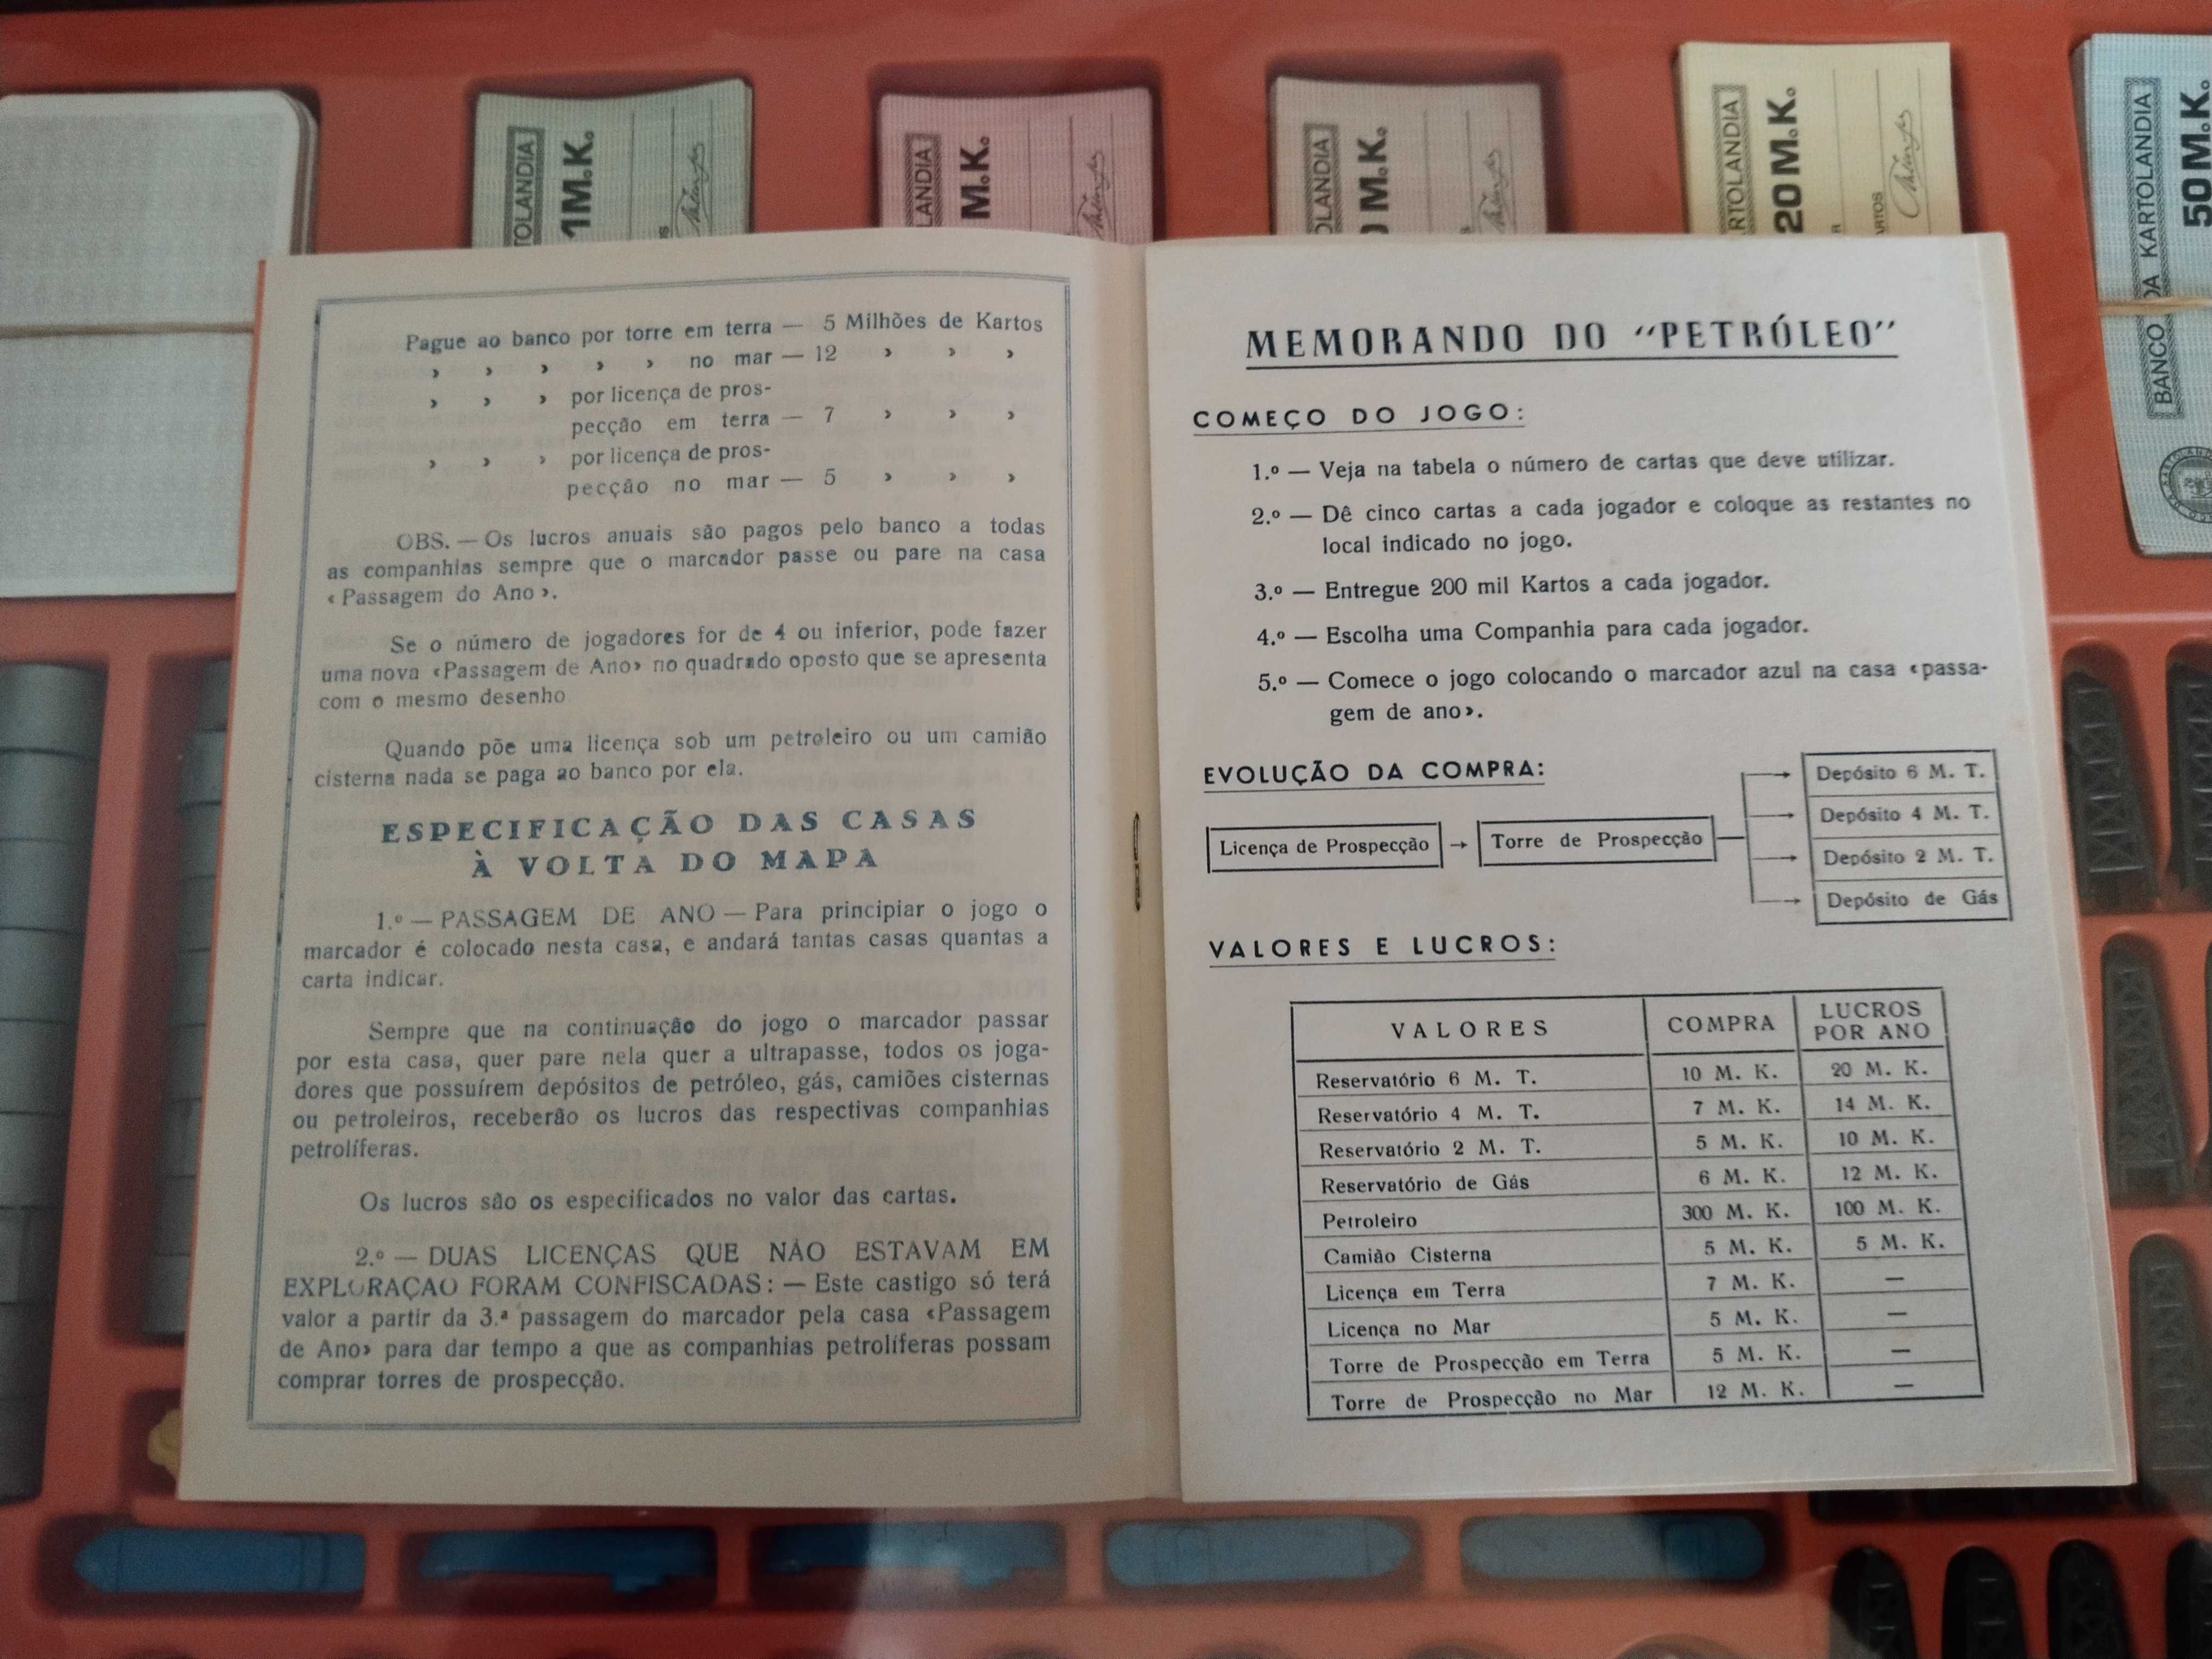 TOLANDIA
1M.K.
LANDIA
M.K.
OLANDIA
M.K.
RTOLANDIA
20M.K.
ARTOS
BANCO DA KARTOLANDIA
50M.K.
Pague ao banco por torre em terra — 5 Milhões de Kartos
› › › › › no mar — 12 › › ›
› › › por licença de pros-
pecção em terra — 7 › › ›
› › › por licença de pros-
pecção no mar — 5 › › ›
OBS. — Os lucros anuais são pagos pelo banco a todas
as companhias sempre que o marcador passe ou pare na casa
‹ Passagem do Ano ›.
Se o número de jogadores for de 4 ou inferior, pode fazer
uma nova ‹Passagem de Ano› no quadrado oposto que se apresenta
com o mesmo desenho
Quando põe uma licença sob um petroleiro ou um camião
cisterna nada se paga ao banco por ela.
ESPECIFICAÇÃO DAS CASAS
À VOLTA DO MAPA
1.º — PASSAGEM DE ANO — Para principiar o jogo o
marcador é colocado nesta casa, e andará tantas casas quantas a
carta indicar.
Sempre que na continuação do jogo o marcador passar
por esta casa, quer pare nela quer a ultrapasse, todos os joga-
dores que possuírem depósitos de petróleo, gás, camiões cisternas
ou petroleiros, receberão os lucros das respectivas companhias
petrolíferas.
Os lucros são os especificados no valor das cartas.
2.º — DUAS LICENÇAS QUE NÃO ESTAVAM EM
EXPLORAÇAO FORAM CONFISCADAS: — Este castigo só terá
valor a partir da 3.ª passagem do marcador pela casa ‹Passagem
de Ano› para dar tempo a que as companhias petrolíferas possam
comprar torres de prospecção.
MEMORANDO DO “PETRÓLEO”
COMEÇO DO JOGO:
1.º — Veja na tabela o número de cartas que deve utilizar.
2.º — Dê cinco cartas a cada jogador e coloque as restantes no
local indicado no jogo.
3.º — Entregue 200 mil Kartos a cada jogador.
4.º — Escolha uma Companhia para cada jogador.
5.º — Comece o jogo colocando o marcador azul na casa ‹passa-
gem de ano›.
EVOLUÇÃO DA COMPRA:
Licença de Prospecção → Torre de Prospecção
Depósito 6 M. T.
Depósito 4 M. T.
Depósito 2 M. T.
Depósito de Gás
VALORES E LUCROS:
VALORES COMPRA LUCROS POR ANO
Reservatório 6 M. T. 10 M. K. 20 M. K.
Reservatório 4 M. T. 7 M. K. 14 M. K.
Reservatório 2 M. T. 5 M. K. 10 M. K.
Reservatório de Gás 6 M. K. 12 M. K.
Petroleiro 300 M. K. 100 M. K.
Camião Cisterna 5 M. K. 5 M. K.
Licença em Terra 7 M. K. —
Licença no Mar 5 M. K. —
Torre de Prospecção em Terra 5 M. K. —
Torre de Prospecção no Mar 12 M. K. —